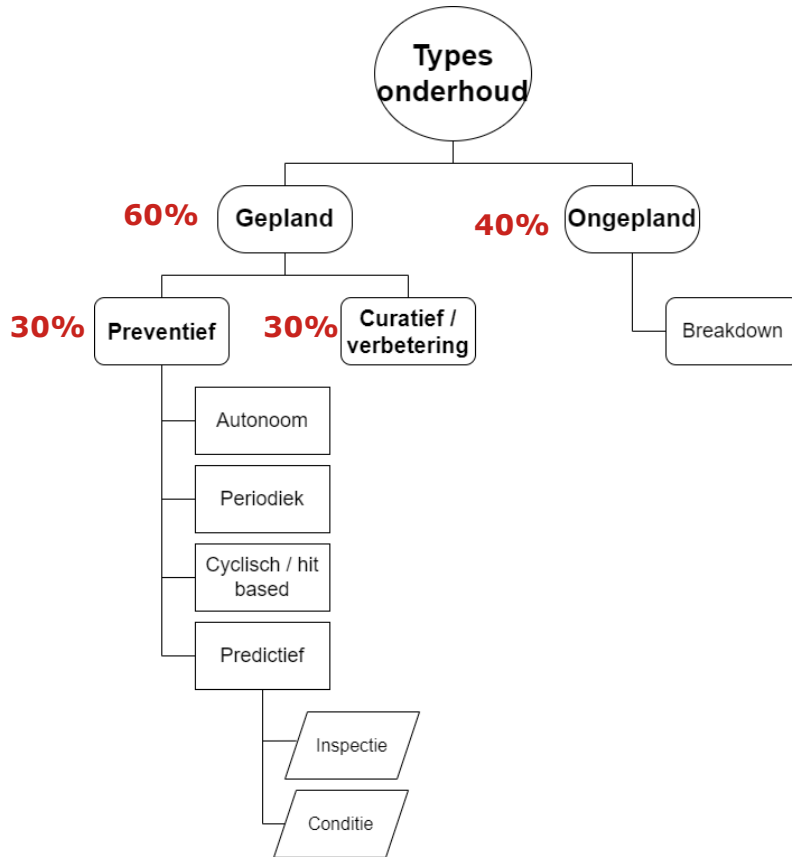 Types
onderhoud
60%
Gepland
40%
Ongepland
30%
Preventief
30%
Curatief /
verbetering
Breakdown
Autonoom
Periodiek
Cyclisch / hit
based
Predictief
Inspectie
Conditie